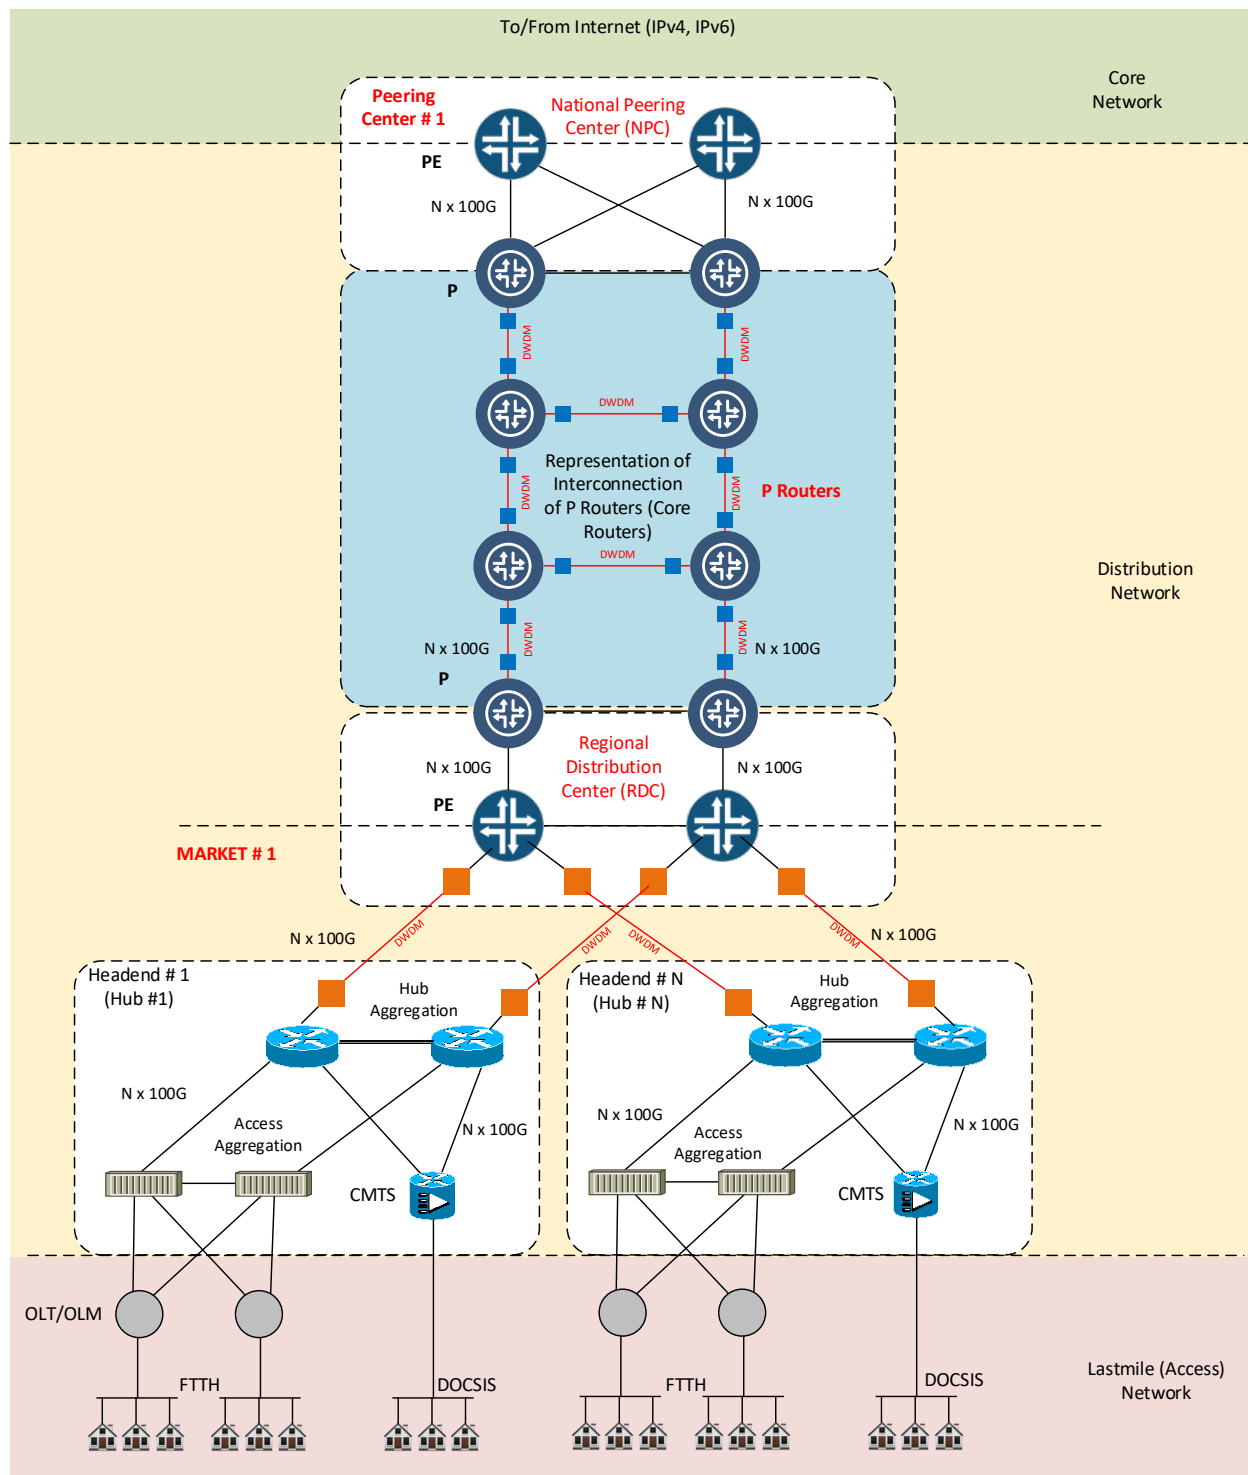 To/From Internet (IPv4, IPv6)
Core
Network
Peering
Center # 1
National Peering
Center (NPC)
PE
N x 100G
N x 100G
P
DWDM
DWDM
DWDM
Representation of
Interconnection
of P Routers (Core
Routers)
DWDM
DWDM
P Routers
DWDM
Distribution
Network
DWDM
DWDM
N x 100G
N x 100G
P
Regional
Distribution
Center (RDC)
N x 100G
N x 100G
PE
MARKET # 1
N x 100G
DWDM
DWDM
DWDM
DWDM
N x 100G
Headend # 1
(Hub #1)
Hub
Aggregation
Headend # N
(Hub # N)
Hub
Aggregation
N x 100G
Access
Aggregation
N x 100G
N x 100G
Access
Aggregation
N x 100G
CMTS
CMTS
OLT/OLM
FTTH
DOCSIS
FTTH
DOCSIS
Lastmile (Access)
Network